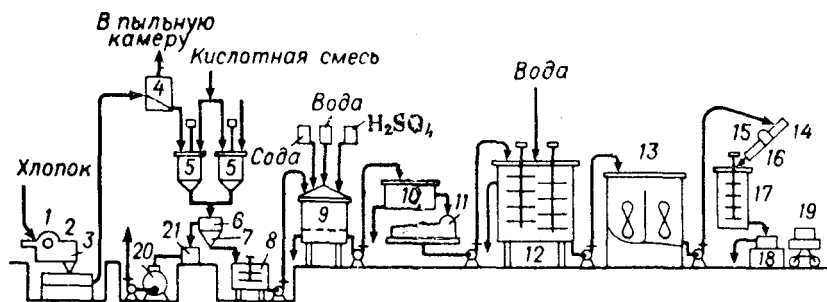 В пыльную
камеру
Кислотная смесь
4
5
5
Вода
Сода
H₂SO₄
Вода
Хлопок
1
2
3
6
7
8
9
10
11
12
13
14
15
16
17
18
19
20
21